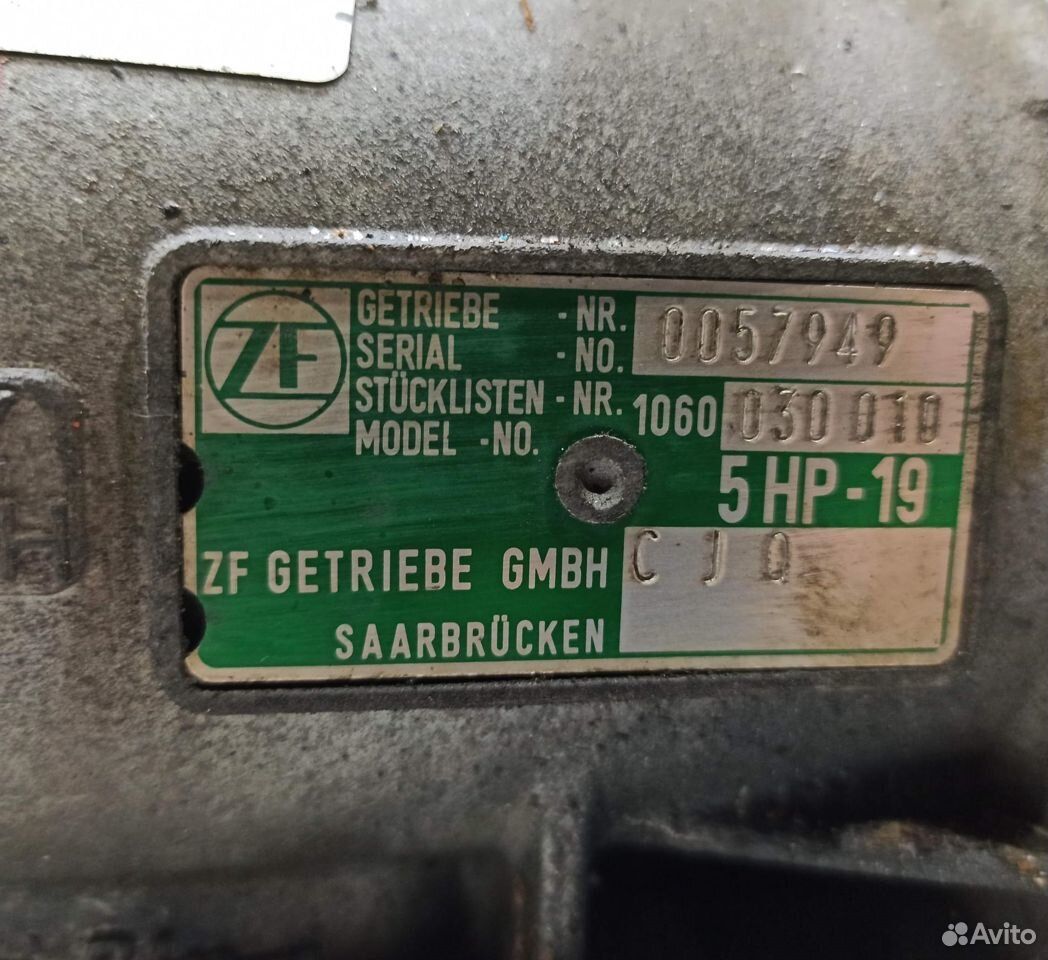 ZF
GETRIEBE - NR. 0057949
SERIAL - NO.
STÜCKLISTEN - NR. 1060 030 010
MODEL - NO.
5 HP - 19
ZF GETRIEBE GMBH C J Q
SAARBRÜCKEN
H
Avito